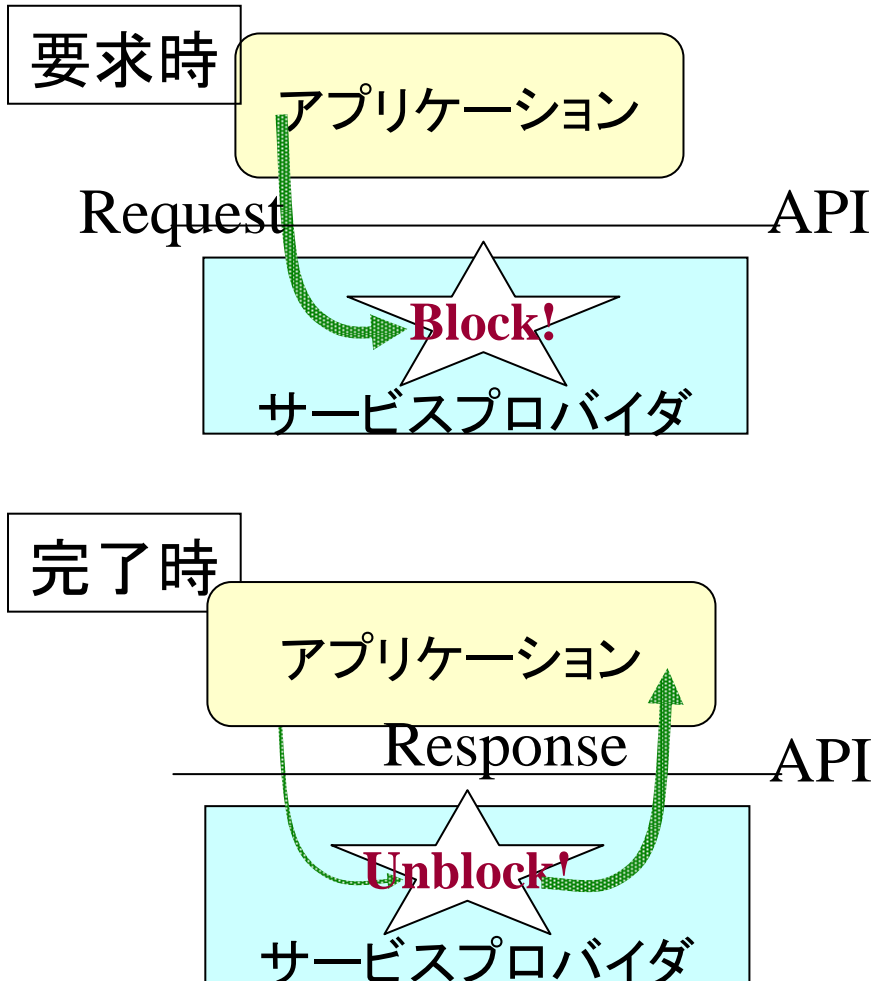 要求時
アプリケーション
Request
API
Block!
サービスプロバイダ
完了時
アプリケーション
Response
API
Unblock!
サービスプロバイダ